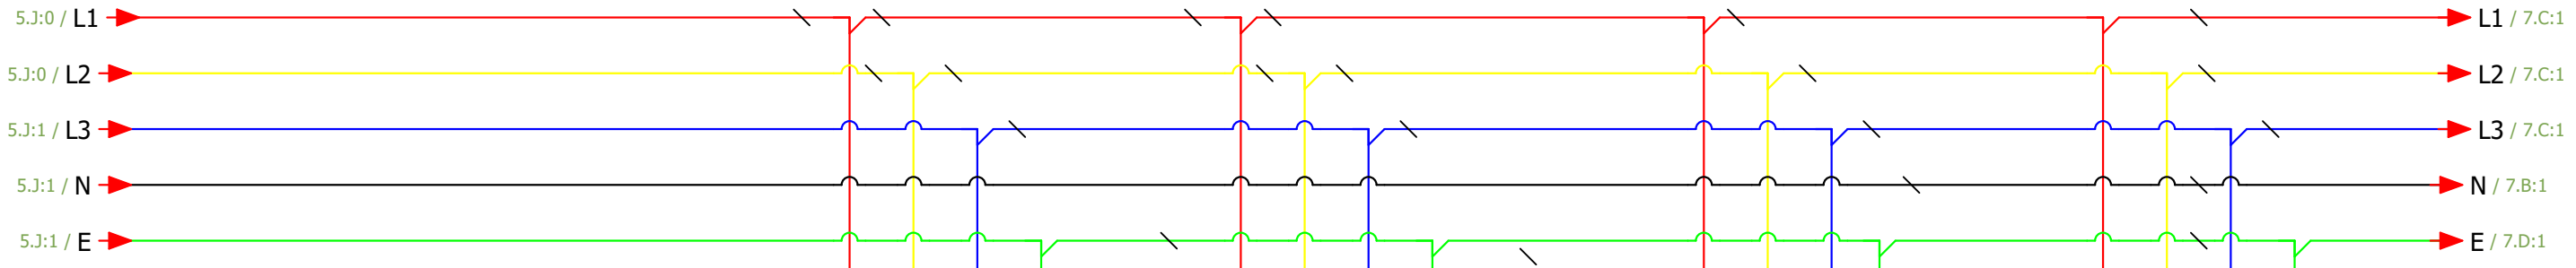 5.J:0 / L1 L1 / 7.C:1
5.J:0 / L2 L2 / 7.C:1
5.J:1 / L3 L3 / 7.C:1
5.J:1 / N N / 7.B:1
5.J:1 / E E / 7.D:1